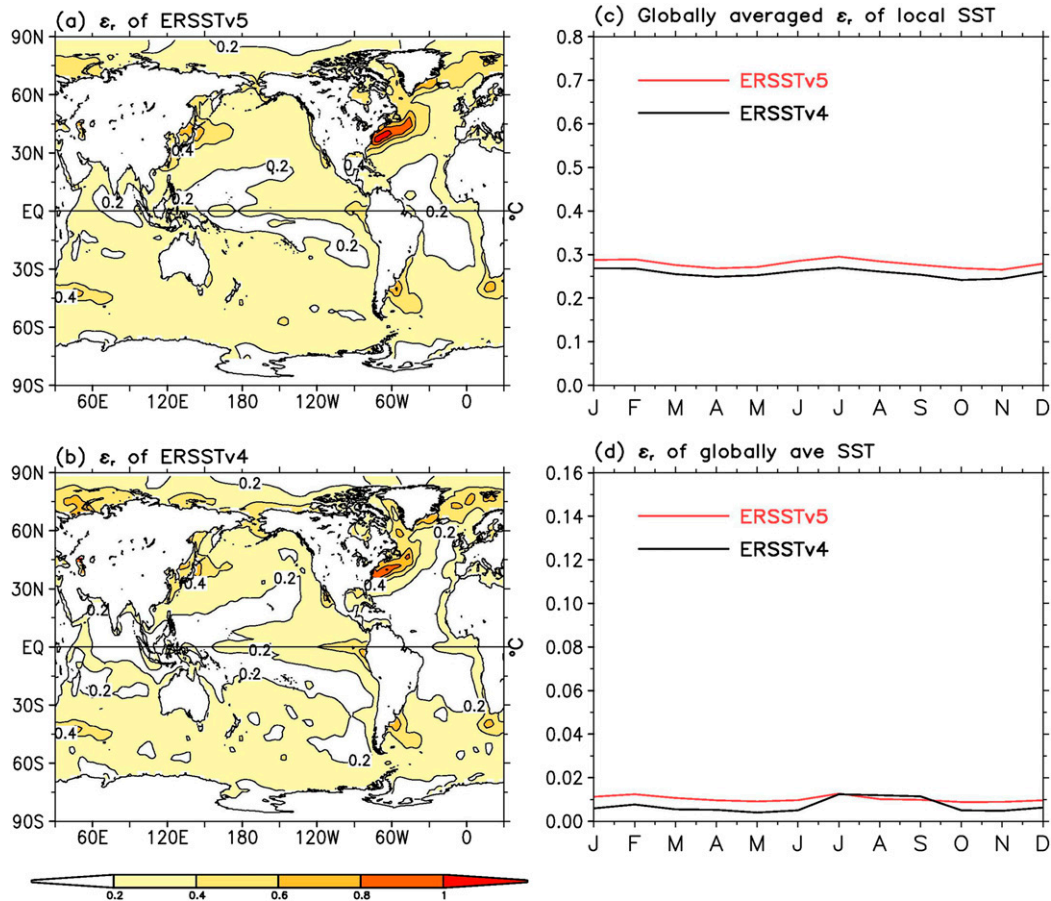 (a) εr of ERSSTv5
90N
60N
30N
EQ
30S
60S
90S
60E 120E 180 120W 60W 0
0.2
0.4
0.4
0.2
0.2
0.2
0.2
0.2
0.4
(c) Globally averaged εr of local SST
°C
0.8
0.7
0.6
0.5
0.4
0.3
0.2
0.1
0.0
ERSSTv5
ERSSTv4
J F M A M J J A S O N D
(b) εr of ERSSTv4
90N
60N
30N
EQ
30S
60S
90S
60E 120E 180 120W 60W 0
0.2
0.2
0.4
0.2
0.4
0.2
0.2
0.2
0.2
0.2
0.2
0.4
0.2
(d) εr of globally ave SST
°C
0.16
0.14
0.12
0.10
0.08
0.06
0.04
0.02
0.00
ERSSTv5
ERSSTv4
J F M A M J J A S O N D
0.2 0.4 0.6 0.8 1